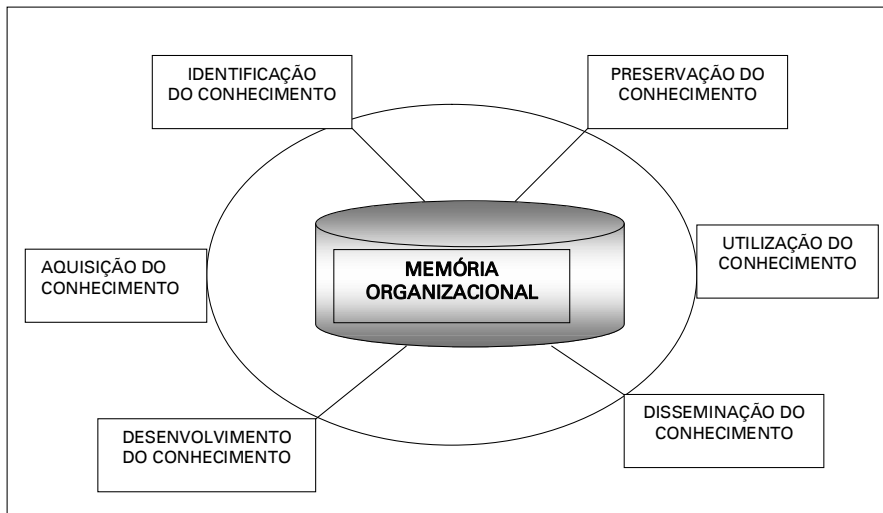 IDENTIFICAÇÃO
DO CONHECIMENTO
PRESERVAÇÃO DO
CONHECIMENTO
AQUISIÇÃO DO
CONHECIMENTO
MEMÓRIA
ORGANIZACIONAL
UTILIZAÇÃO DO
CONHECIMENTO
DESENVOLVIMENTO
DO CONHECIMENTO
DISSEMINAÇÃO DO
CONHECIMENTO